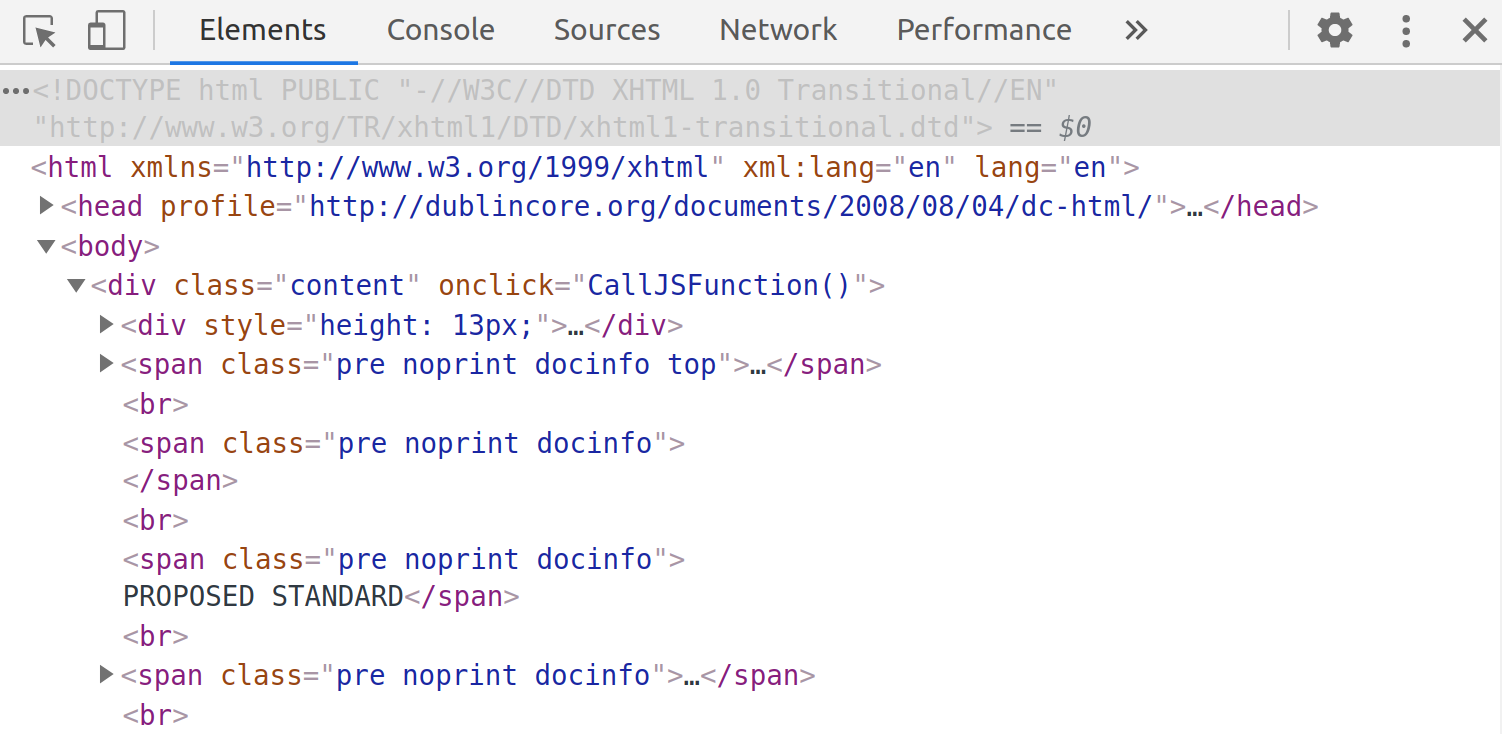 Elements Console Sources Network Performance »
…<!DOCTYPE html PUBLIC "-//W3C//DTD XHTML 1.0 Transitional//EN"
"http://www.w3.org/TR/xhtml1/DTD/xhtml1-transitional.dtd"> == $0
<html xmlns="http://www.w3.org/1999/xhtml" xml:lang="en" lang="en">
<head profile="http://dublincore.org/documents/2008/08/04/dc-html/">…</head>
<body>
<div class="content" onclick="CallJSFunction()">
<div style="height: 13px;">…</div>
<span class="pre noprint docinfo top">…</span>
<br>
<span class="pre noprint docinfo">
</span>
<br>
<span class="pre noprint docinfo">
PROPOSED STANDARD</span>
<br>
<span class="pre noprint docinfo">…</span>
<br>